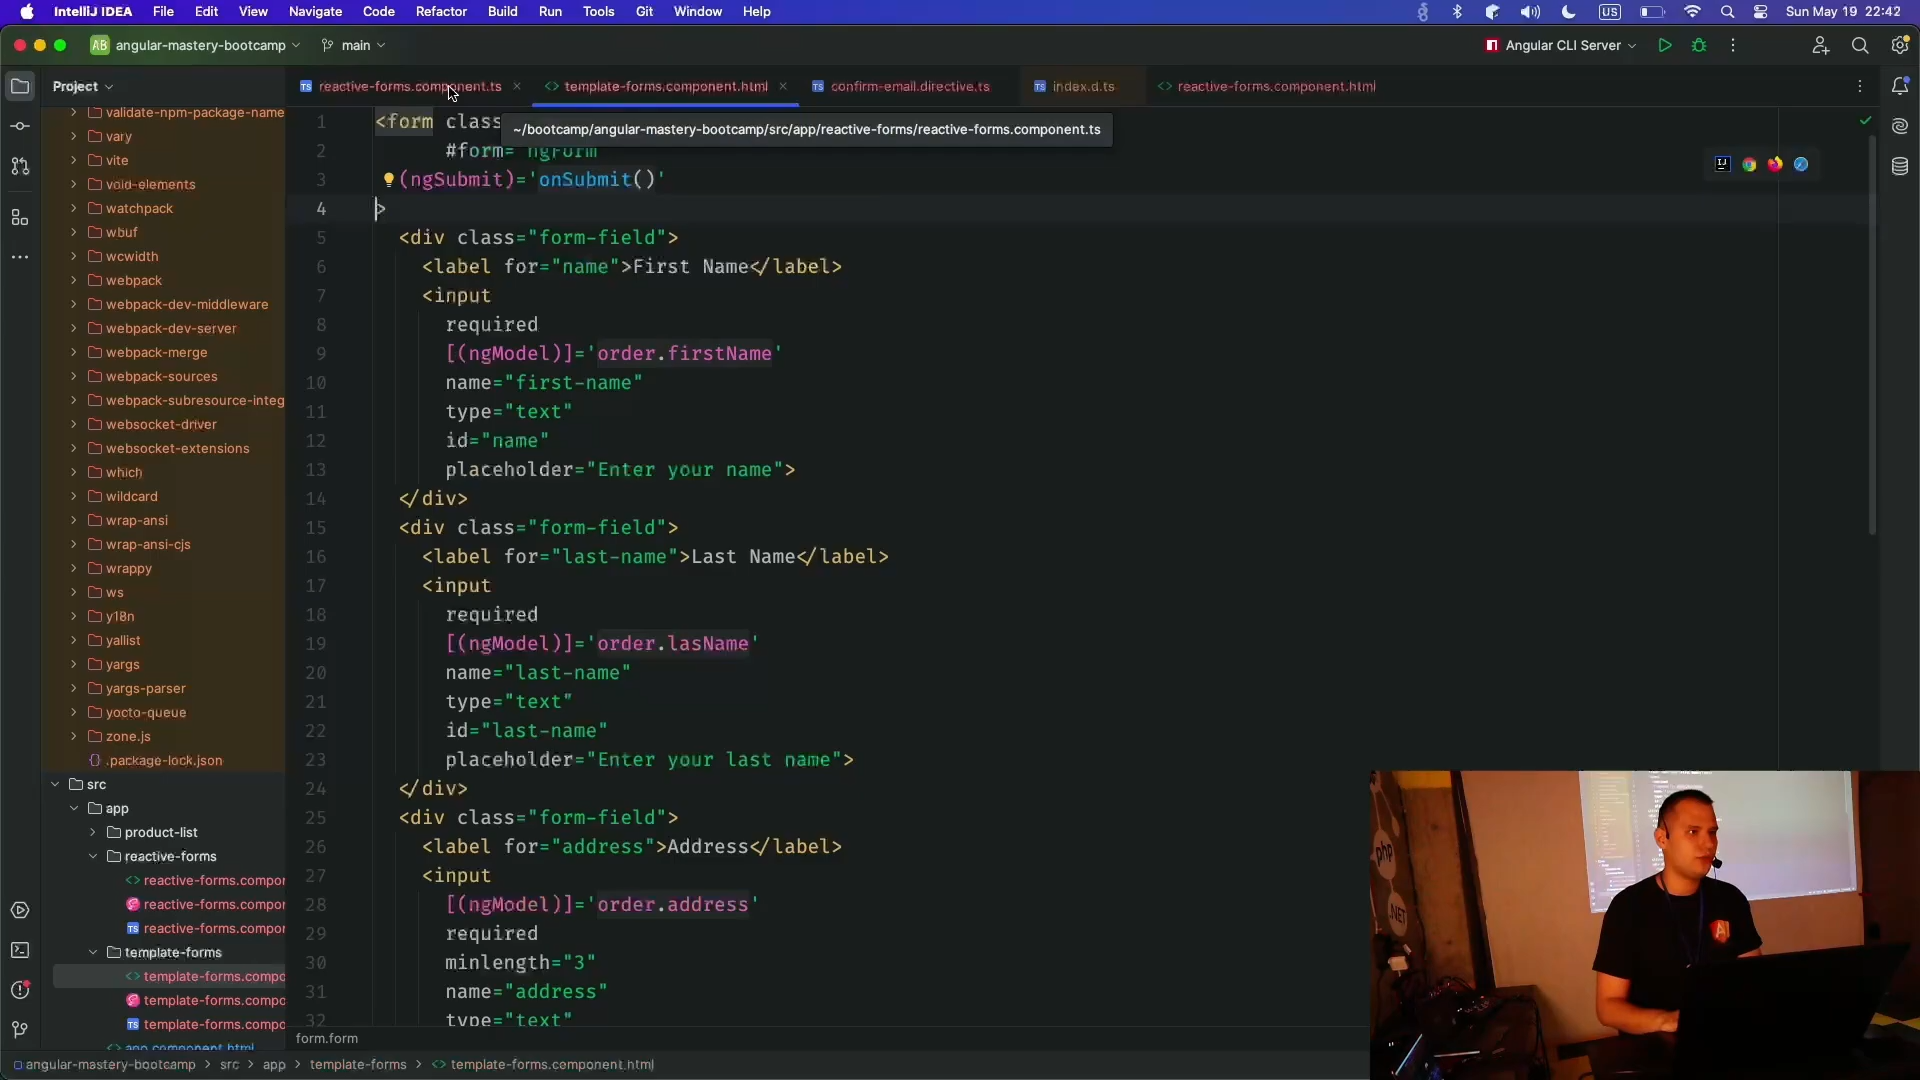 IntelliJ IDEA File Edit View Navigate Code Refactor Build Run Tools Git Window Help US Sun May 19 22:42
AB angular-mastery-bootcamp main Angular CLI Server
Project
reactive-forms.component.ts template-forms.component.html confirm-email.directive.ts index.d.ts reactive-forms.component.html
~/bootcamp/angular-mastery-bootcamp/src/app/reactive-forms/reactive-forms.component.ts
validate-npm-package-name
vary
vite
void-elements
watchpack
wbuf
wcwidth
webpack
webpack-dev-middleware
webpack-dev-server
webpack-merge
webpack-sources
webpack-subresource-integ
websocket-driver
websocket-extensions
which
wildcard
wrap-ansi
wrap-ansi-cjs
wrappy
ws
y18n
yallist
yargs
yargs-parser
yocto-queue
zone.js
.package-lock.json
src
app
product-list
reactive-forms
reactive-forms.compor
reactive-forms.compor
reactive-forms.compor
template-forms
template-forms.compo
template-forms.compo
template-forms.compo
app.component.html
1 <form class
2 #form="ngForm
3 (ngSubmit)='onSubmit()'
4 >
5 <div class="form-field">
6 <label for="name">First Name</label>
7 <input
8 required
9 [(ngModel)]='order.firstName'
10 name="first-name"
11 type="text"
12 id="name"
13 placeholder="Enter your name">
14 </div>
15 <div class="form-field">
16 <label for="last-name">Last Name</label>
17 <input
18 required
19 [(ngModel)]='order.lasName'
20 name="last-name"
21 type="text"
22 id="last-name"
23 placeholder="Enter your last name">
24 </div>
25 <div class="form-field">
26 <label for="address">Address</label>
27 <input
28 [(ngModel)]='order.address'
29 required
30 minlength="3"
31 name="address"
32 type="text"
form.form
angular-mastery-bootcamp > src > app > template-forms > template-forms.component.html
php
.NET
A